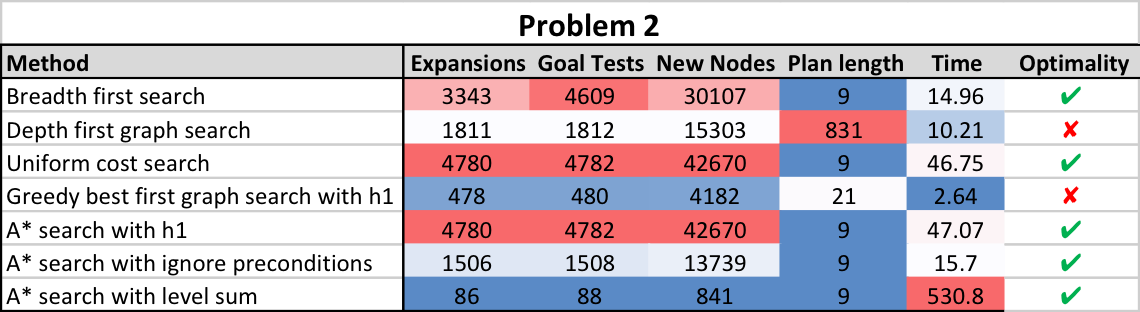 Problem 2
Method Expansions Goal Tests New Nodes Plan length Time Optimality
Breadth first search 3343 4609 30107 9 14.96 ✔
Depth first graph search 1811 1812 15303 831 10.21 ✘
Uniform cost search 4780 4782 42670 9 46.75 ✔
Greedy best first graph search with h1 478 480 4182 21 2.64 ✘
A* search with h1 4780 4782 42670 9 47.07 ✔
A* search with ignore preconditions 1506 1508 13739 9 15.7 ✔
A* search with level sum 86 88 841 9 530.8 ✔